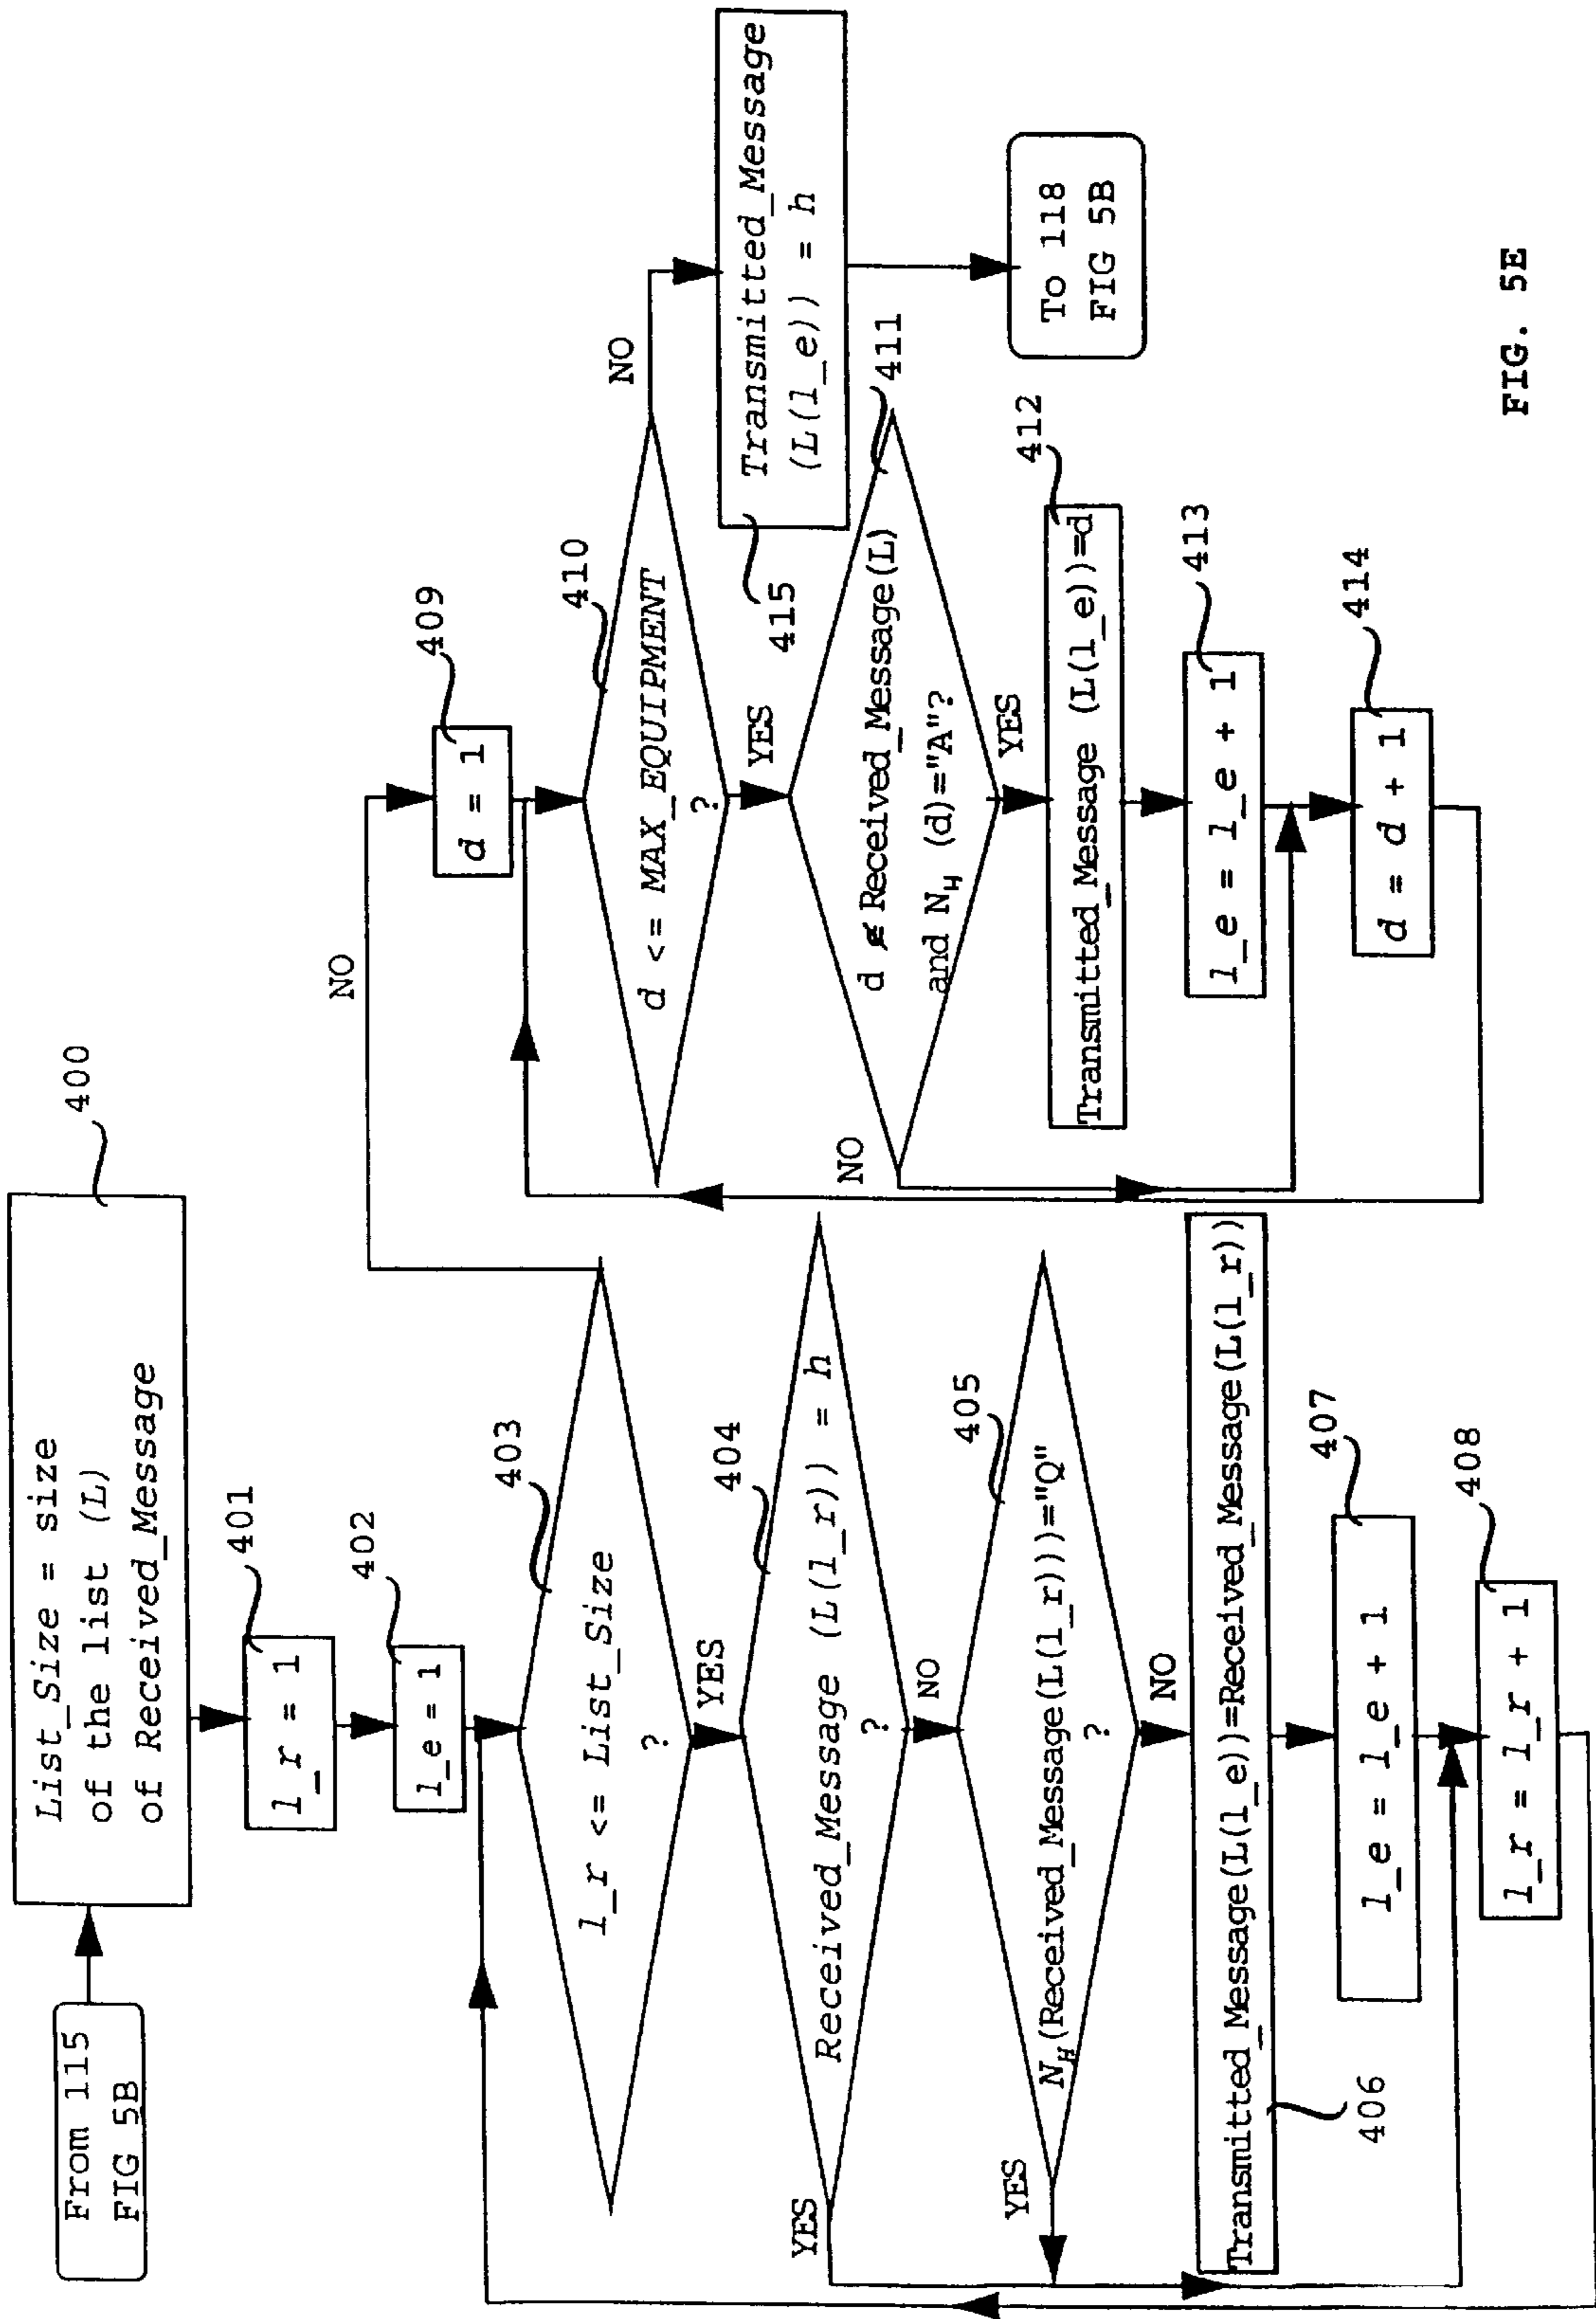 From 115
FIG 5B
List_Size = size
of the list (L)
of Received_Message
400
l_r = 1
401
l_e = 1
402
l_r <= List_Size
?
403
YES
NO
Received_Message (L(l_r)) = h
?
404
YES
NO
N_H(Received_Message(L(l_r)))="Q"
?
405
YES
NO
Transmitted_Message(L(l_e))=Received_Message(L(l_r))
406
l_e = l_e + 1
407
l_r = l_r + 1
408
d = 1
409
d <= MAX_EQUIPMENT
?
410
YES
NO
d ∉ Received_Message(L)
and N_H (d)="A"?
411
NO
YES
Transmitted_Message (L(l_e))=d
412
l_e = l_e + 1
413
d = d + 1
414
Transmitted_Message
(L(l_e)) = h
415
To 118
FIG 5B
FIG. 5E